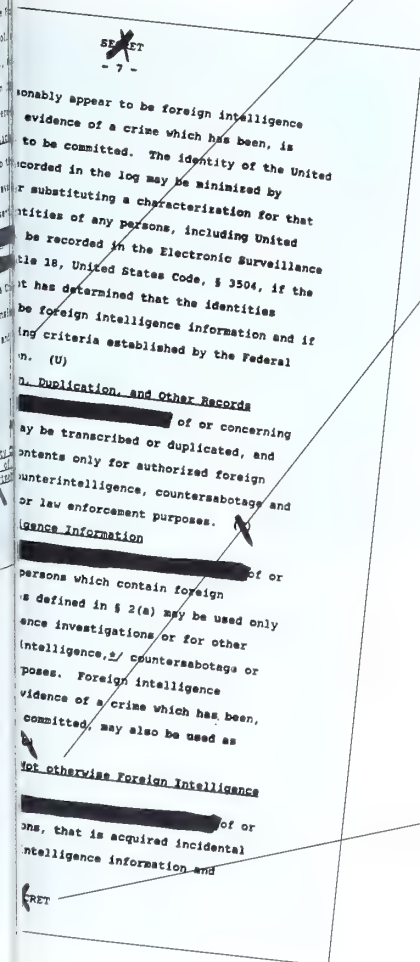 SECRET
- 7 -
sonably appear to be foreign intelligence
evidence of a crime which has been, is
to be committed. The identity of the United
corded in the log may be minimized by
r substituting a characterization for that
ntities of any persons, including United
be recorded in the Electronic Surveillance
tle 18, United States Code, § 3504, if the
t has determined that the identities
be foreign intelligence information and if
ing criteria established by the Federal
n. (U)
n, Duplication, and Other Records
of or concerning
ay be transcribed or duplicated, and
ontents only for authorized foreign
unterintelligence, countersabotage and
or law enforcement purposes.
igence Information
of or
persons which contain foreign
s defined in § 2(a) may be used only
ence investigations or for other
intelligence,*/ countersabotage or
poses. Foreign intelligence
vidence of a crime which has been,
committed, may also be used as
Not otherwise Foreign Intelligence
of or
ons, that is acquired incidental
ntelligence information and
CRET